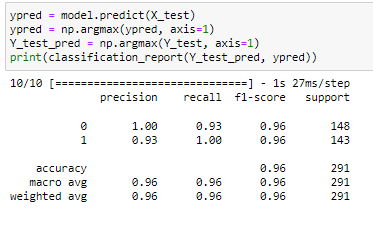 ypred = model.predict(X_test)
ypred = np.argmax(ypred, axis=1)
Y_test_pred = np.argmax(Y_test, axis=1)
print(classification_report(Y_test_pred, ypred))
10/10 [==============================] - 1s 27ms/step
precision recall f1-score support
0 1.00 0.93 0.96 148
1 0.93 1.00 0.96 143
accuracy 0.96 291
macro avg 0.96 0.96 0.96 291
weighted avg 0.96 0.96 0.96 291